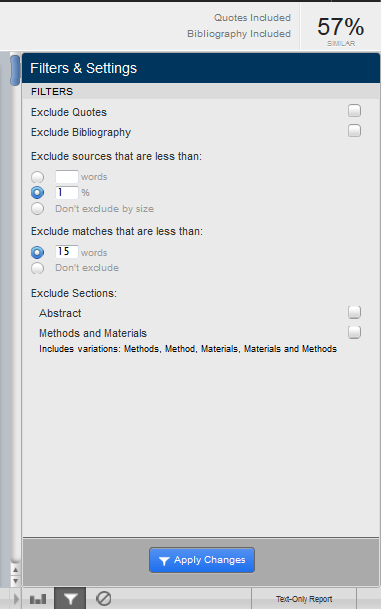 Quotes Included
Bibliography Included
57%
SIMILAR
Filters & Settings
FILTERS
Exclude Quotes
Exclude Bibliography
Exclude sources that are less than:
words
1 %
Don't exclude by size
Exclude matches that are less than:
15 words
Don't exclude
Exclude Sections:
Abstract
Methods and Materials
Includes variations: Methods, Method, Materials, Materials and Methods
Apply Changes
Text-Only Report